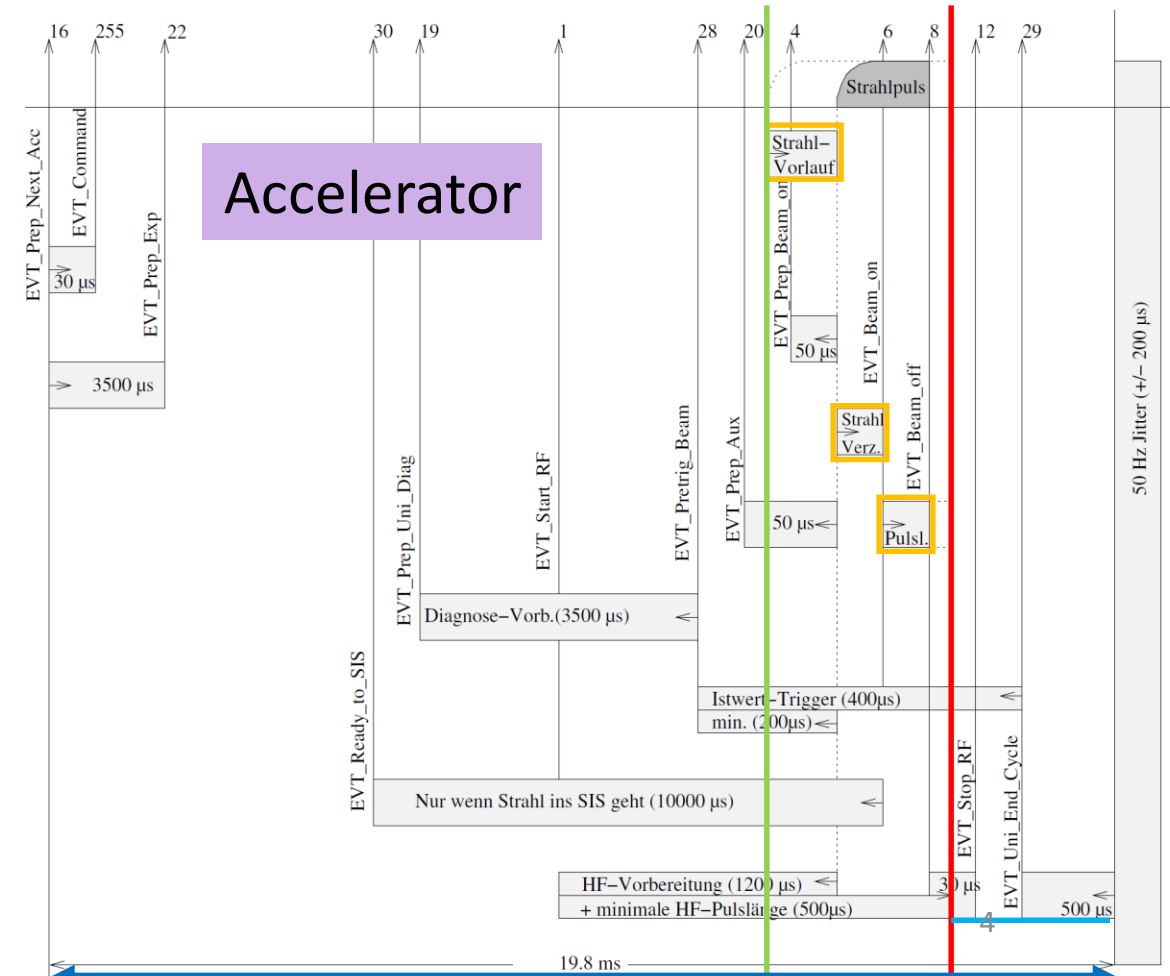 16 255 22 30 19 1 28 20 4 6 8 12 29
Strahlpuls
Strahl–
Vorlauf
Accelerator
EVT_Prep_Next_Acc
EVT_Command
EVT_Prep_Exp
30 µs
EVT_Prep_Beam_on
50 µs
EVT_Beam_on
3500 µs
Strahl
Verz.
EVT_Beam_off
50 Hz Jitter (+/− 200 µs)
EVT_Prep_Uni_Diag
EVT_Start_RF
EVT_Pretrig_Beam
EVT_Prep_Aux
50 µs
Pulsl.
Diagnose−Vorb.(3500 µs)
EVT_Ready_to_SIS
Istwert−Trigger (400µs)
min. (200µs)
EVT_Stop_RF
EVT_Uni_End_Cycle
Nur wenn Strahl ins SIS geht (10000 µs)
HF−Vorbereitung (1200 µs)
30 µs
+ minimale HF−Pulslänge (500µs)
500 µs
4
19.8 ms